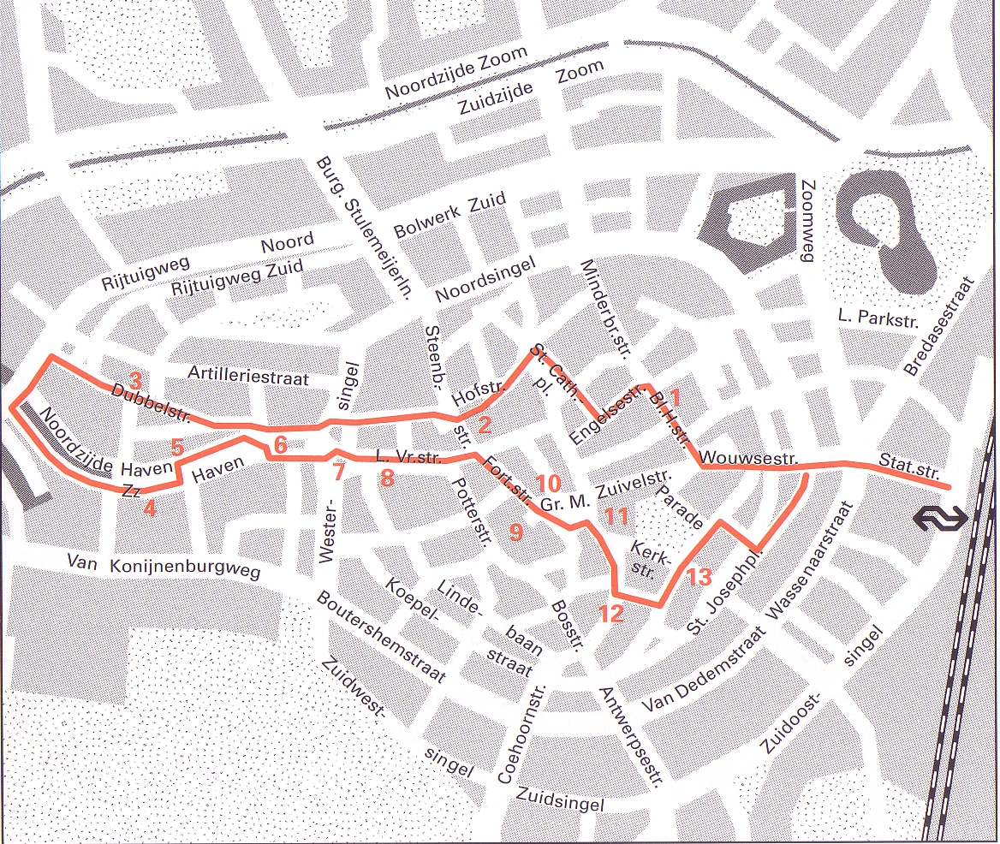 Noordzijde Zoom
Zuidzijde Zoom
Burg. Stulemeijerln.
Bolwerk Zuid
Zoomweg
Rijtuigweg Noord
Rijtuigweg Zuid
Noordsingel
Minderbr.str.
L. Parkstr.
Bredasestraat
Steenb.-
str.
Artilleriestraat
singel
St. Cath.-
pl.
Hofstr.
3
Dubbelstr.
Engelsestr.
Bl.H.str.
1
2
Noordzijde Haven
5
6
Haven
Zz
4
7
L. Vr.str.
8
Wouwsestr.
Stat.str.
Fort.str.
10
Gr. M.
Zuivelstr.
Parade
11
9
Potterstr.
Wester-
Kerk-
str.
13
12
St. Josephpl.
Wassenaarstraat
Van Konijnenburgweg
Koepel-
straat
Linde-
baan
Bosstr.
Boutershemstraat
Zuidwest-
singel
Coehoornstr.
Antwerpsestr.
Van Dedemstraat
Zuidoost-
singel
Zuidsingel